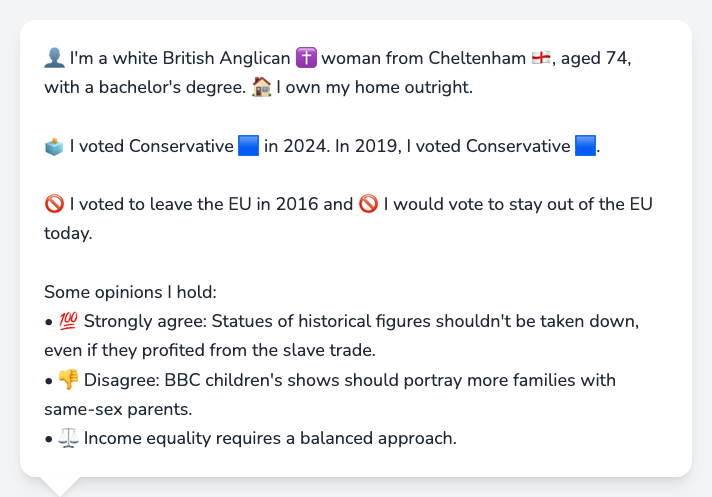 👤 I'm a white British Anglican ✝️ woman from Cheltenham 🏴󠁧󠁢󠁥󠁮󠁧󠁿, aged 74,
with a bachelor's degree. 🏠 I own my home outright.
🗳️ I voted Conservative 🟦 in 2024. In 2019, I voted Conservative 🟦.
🚫 I voted to leave the EU in 2016 and 🚫 I would vote to stay out of the EU
today.
Some opinions I hold:
• 💯 Strongly agree: Statues of historical figures shouldn't be taken down,
even if they profited from the slave trade.
• 👎 Disagree: BBC children's shows should portray more families with
same-sex parents.
• ⚖️ Income equality requires a balanced approach.